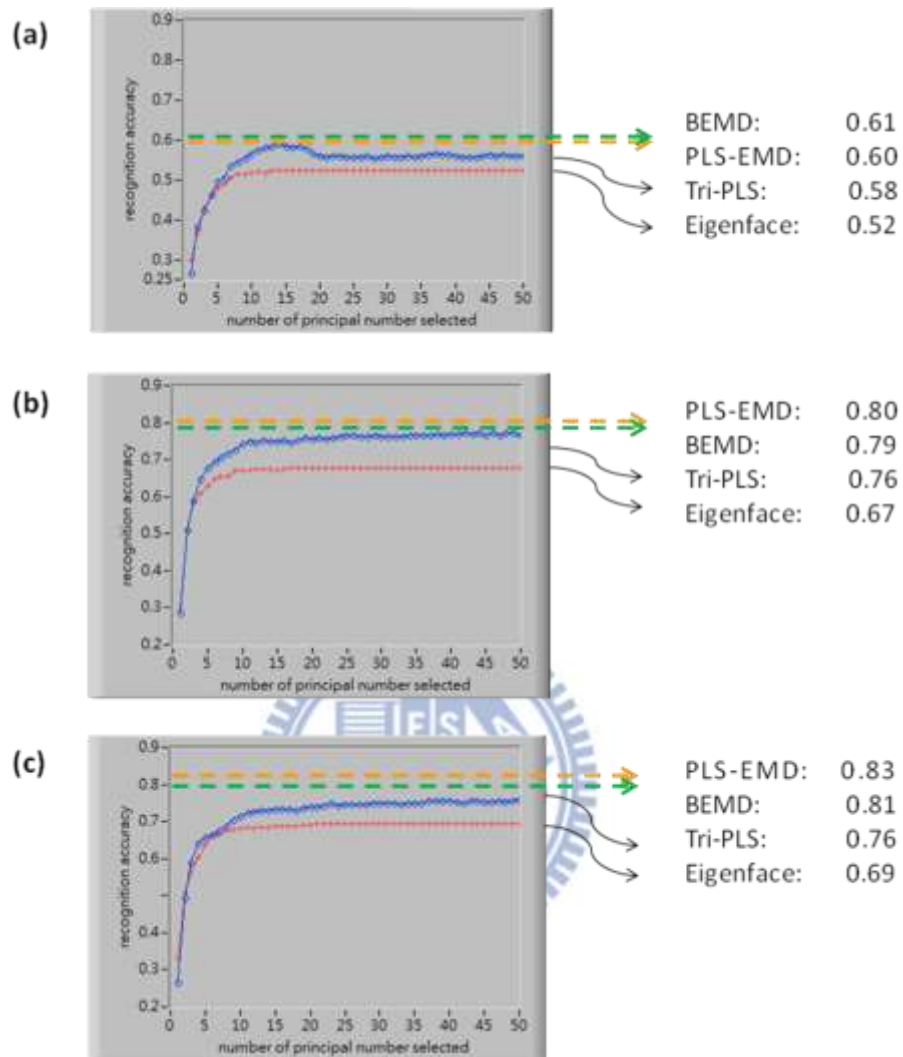 (a)
recognition accuracy
0.9
0.8
0.7
0.6
0.5
0.3
0.25
0 5 10 15 20 25 30 35 40 45 50
number of principal number selected
BEMD: 0.61
PLS-EMD: 0.60
Tri-PLS: 0.58
Eigenface: 0.52
(b)
recognition accuracy
0.9
0.8
0.7
0.6
0.5
0.4
0.3
0.2
0 5 10 15 20 25 30 35 40 45 50
number of principal number selected
PLS-EMD: 0.80
BEMD: 0.79
Tri-PLS: 0.76
Eigenface: 0.67
ESA
(c)
recognition accuracy
0.9
0.8
0.7
0.6
0.4
0.3
0.2
0 5 10 15 20 25 30 35 40 45 50
number of principal number selected
PLS-EMD: 0.83
BEMD: 0.81
Tri-PLS: 0.76
Eigenface: 0.69